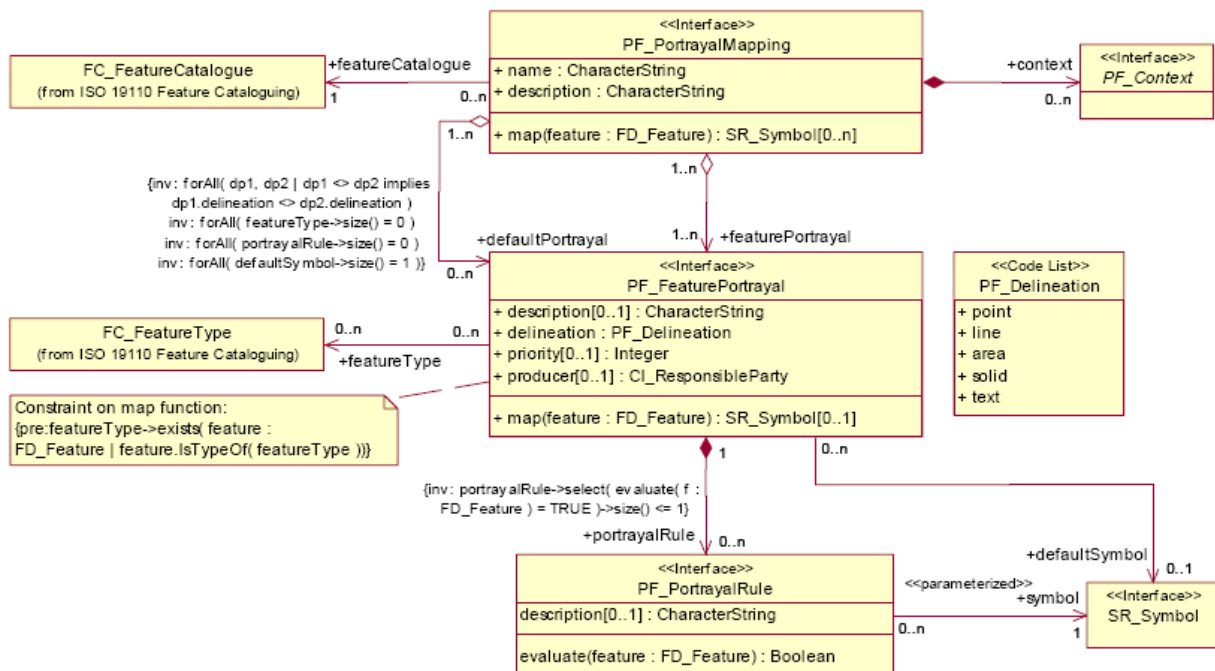 <<Interface>>
PF_PortrayalMapping
+ name : CharacterString
+ description : CharacterString
+ map(feature : FD_Feature) : SR_Symbol[0..n]
FC_FeatureCatalogue
(from ISO 19110 Feature Cataloguing)
+featureCatalogue
1
0..n
+context
0..n
<<Interface>>
PF_Context
1..n
1..n
{inv : forAll( dp1, dp2 | dp1 <> dp2 implies
dp1.delineation <> dp2.delineation )
inv : forAll( featureType->size() = 0 )
inv : forAll( portrayalRule->size() = 0 )
inv : forAll( defaultSymbol->size() = 1 )}
+defaultPortrayal
0..n
1..n
+featurePortrayal
<<Interface>>
PF_FeaturePortrayal
+ description[0..1] : CharacterString
+ delineation : PF_Delineation
+ priority[0..1] : Integer
+ producer[0..1] : CI_ResponsibleParty
+ map(feature : FD_Feature) : SR_Symbol[0..1]
<<Code List>>
PF_Delineation
+ point
+ line
+ area
+ solid
+ text
FC_FeatureType
(from ISO 19110 Feature Cataloguing)
0..n
0..n
+featureType
Constraint on map function:
{pre:featureType->exists( feature :
FD_Feature | feature.IsTypeOf( featureType ))}
1
0..n
{inv : portrayalRule->select( evaluate( f :
FD_Feature ) = TRUE )->size() <= 1}
+portrayalRule
0..n
+defaultSymbol
0..1
<<Interface>>
PF_PortrayalRule
description[0..1] : CharacterString
evaluate(feature : FD_Feature) : Boolean
<<parameterized>>
+symbol
0..n
1
<<Interface>>
SR_Symbol